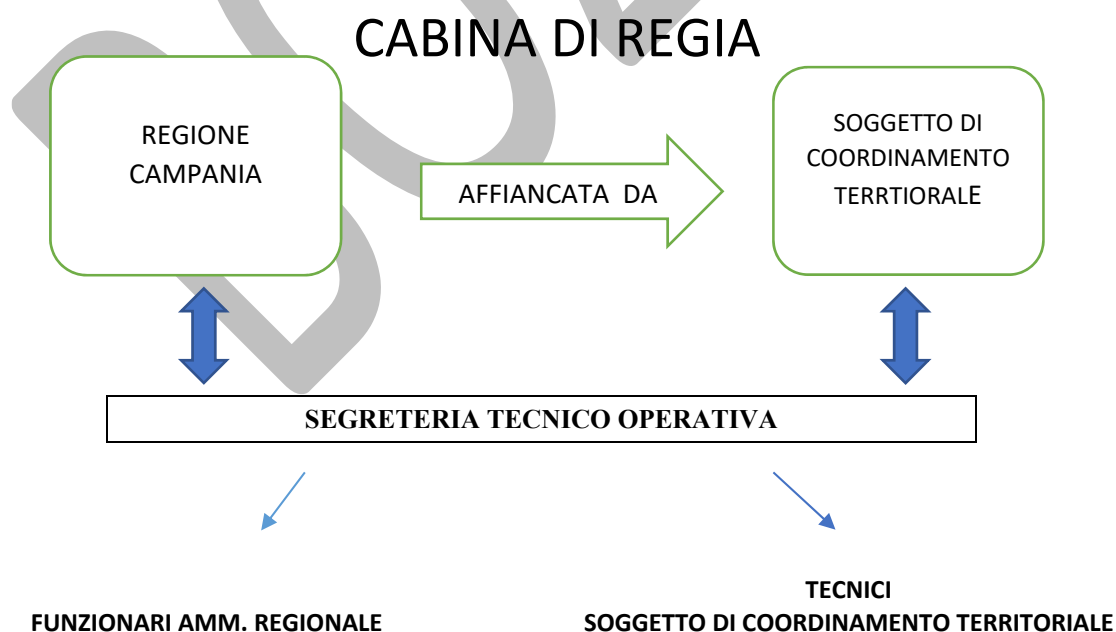 CABINA DI REGIA
REGIONE
CAMPANIA
AFFIANCATA DA
SOGGETTO DI
COORDINAMENTO
TERRTIORALE
SEGRETERIA TECNICO OPERATIVA
FUNZIONARI AMM. REGIONALE
TECNICI
SOGGETTO DI COORDINAMENTO TERRITORIALE